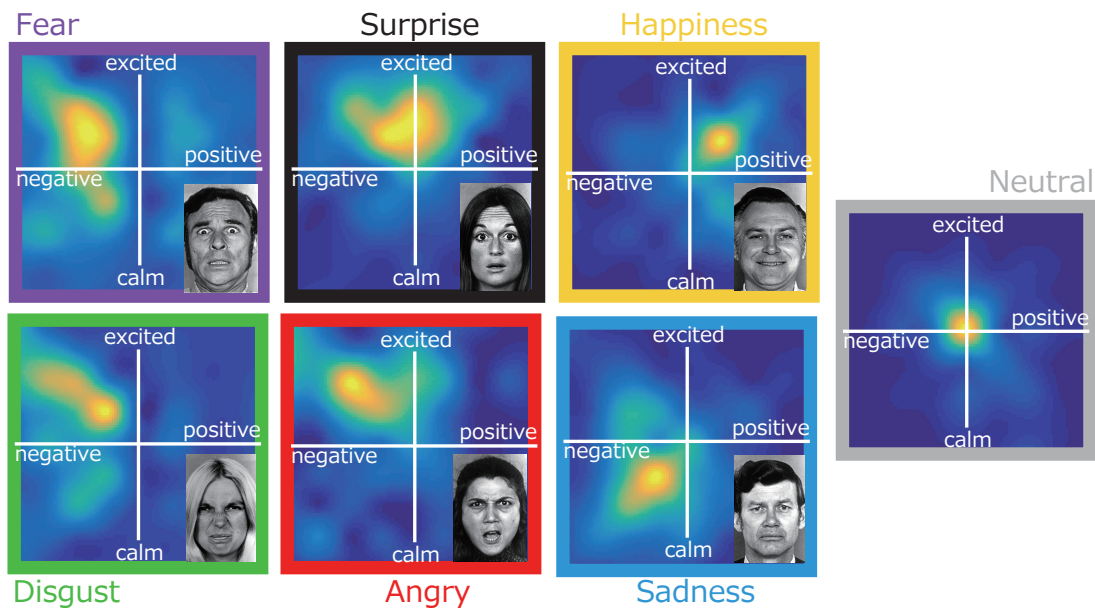 Fear
excited
positive
negative
calm
Surprise
excited
positive
negative
calm
Happiness
excited
positive
negative
calm
Neutral
excited
positive
negative
calm
excited
positive
negative
calm
Disgust
excited
positive
negative
calm
Angry
excited
positive
negative
calm
Sadness